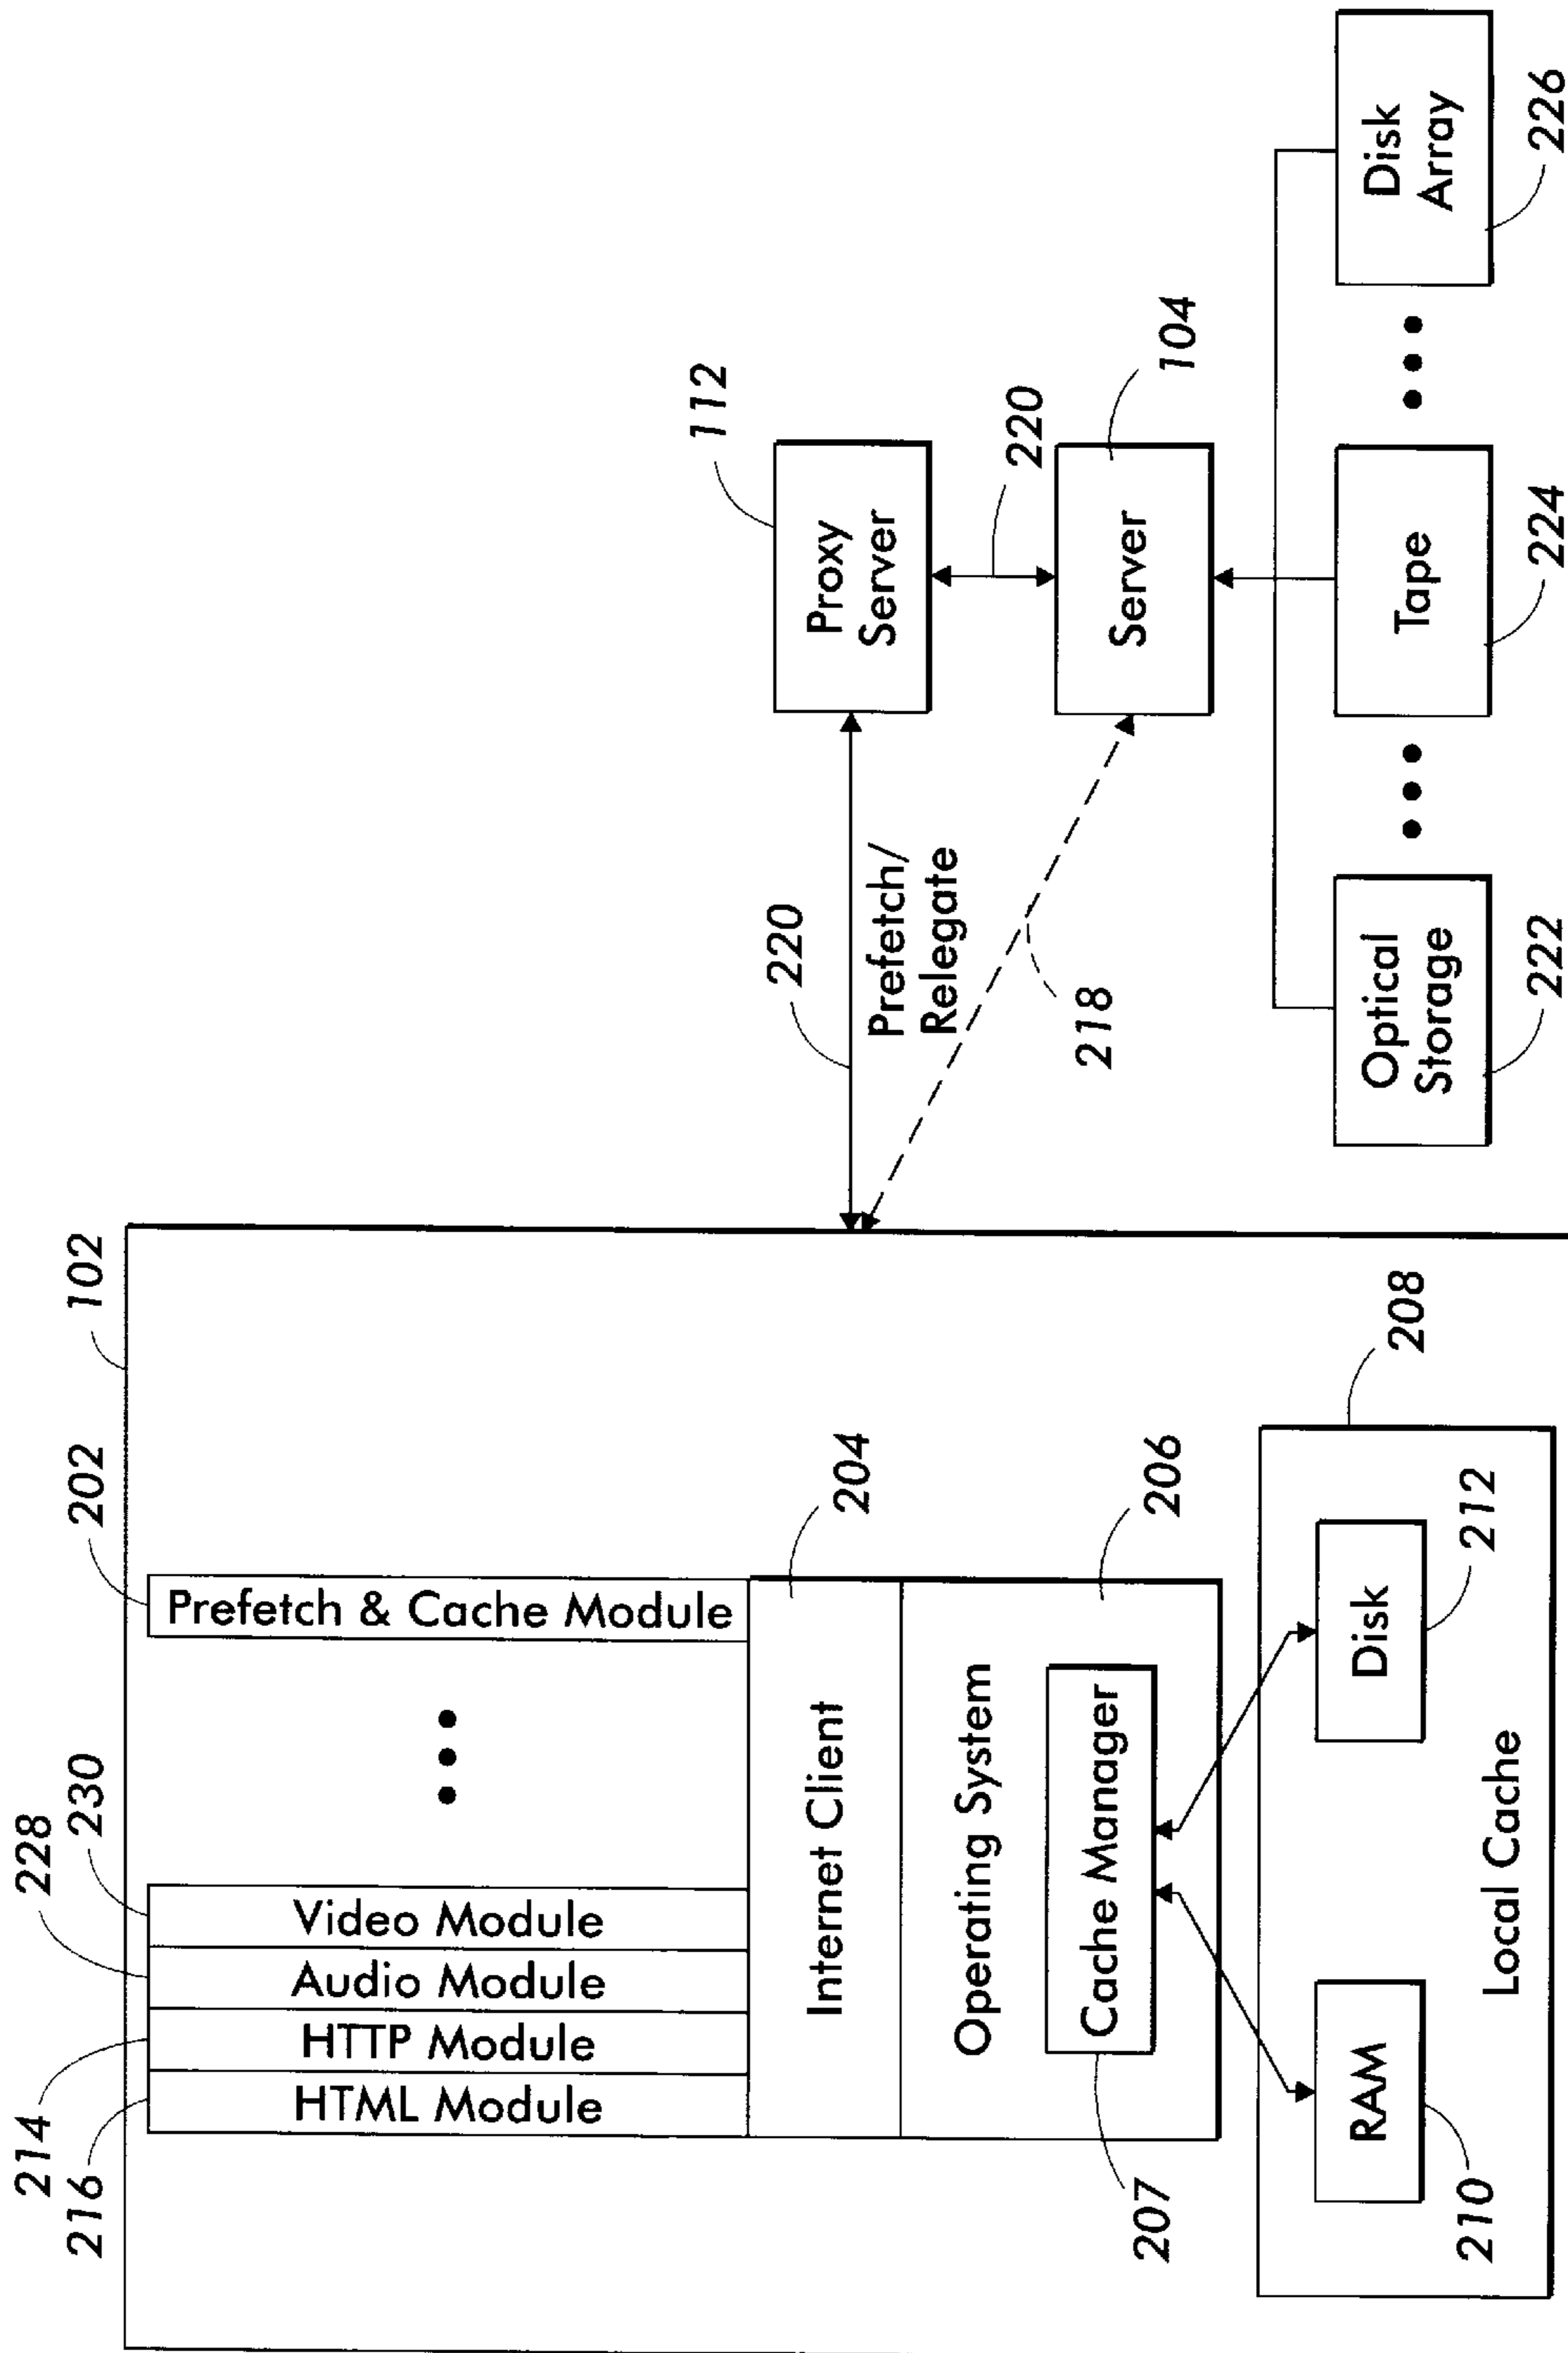 102
202
228
230
214
216
Prefetch & Cache Module
Video Module
Audio Module
HTTP Module
HTML Module
Internet Client
204
Operating System
206
Cache Manager
207
208
RAM
210
Disk
212
Local Cache
220
Prefetch/
Relegate
218
Proxy
Server
112
220
Server
104
Optical
Storage
222
Tape
224
Disk
Array
226